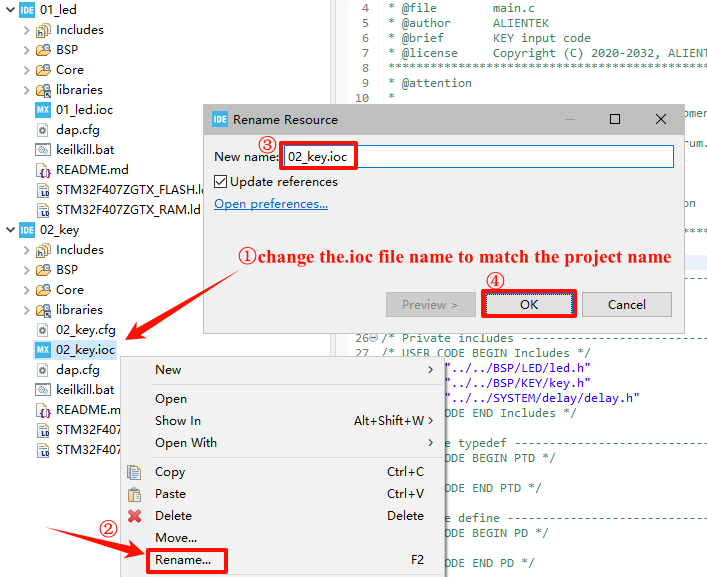 IDE 01_led
Includes
BSP
Core
libraries
MX 01_led.ioc
dap.cfg
keilkill.bat
README.md
STM32F407ZGTX_FLASH.l
STM32F407ZGTX_RAM.ld
IDE 02_key
Includes
BSP
Core
libraries
02_key.cfg
MX 02_key.ioc
dap.cfg
keilkill.bat
README.m
STM32F407
STM32F407
4 * @file main.c
5 * @author ALIENTEK
6 * @brief KEY input code
7 * @license Copyright (C) 2020-2032, ALIENTEK
8 ****************************************
9 * @attention
10 *
IDE Rename Resource
③
New name: 02_key.ioc
Update references
Open preferences...
①change the.ioc file name to match the project name
④
Preview >
OK
Cancel
26 /* Private includes ------------------------------
27 /* USER CODE BEGIN Includes */
"../../BSP/LED/led.h"
"../../BSP/KEY/key.h"
"../../SYSTEM/delay/delay.h"
ODE END Includes */
e typedef ------------------------------
ODE BEGIN PTD */
ODE END PTD */
e define ------------------------------
ODE BEGIN PD */
ODE END PD */
New
Open
Show In Alt+Shift+W
Open With
Copy Ctrl+C
Paste Ctrl+V
Delete Delete
Move...
②
Rename... F2